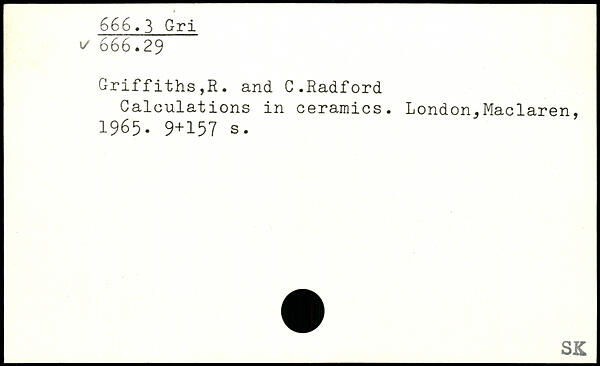 666.3 Gri
✓ 666.29
Griffiths,R. and C.Radford
Calculations in ceramics. London,Maclaren,
1965. 9+157 s.
SK